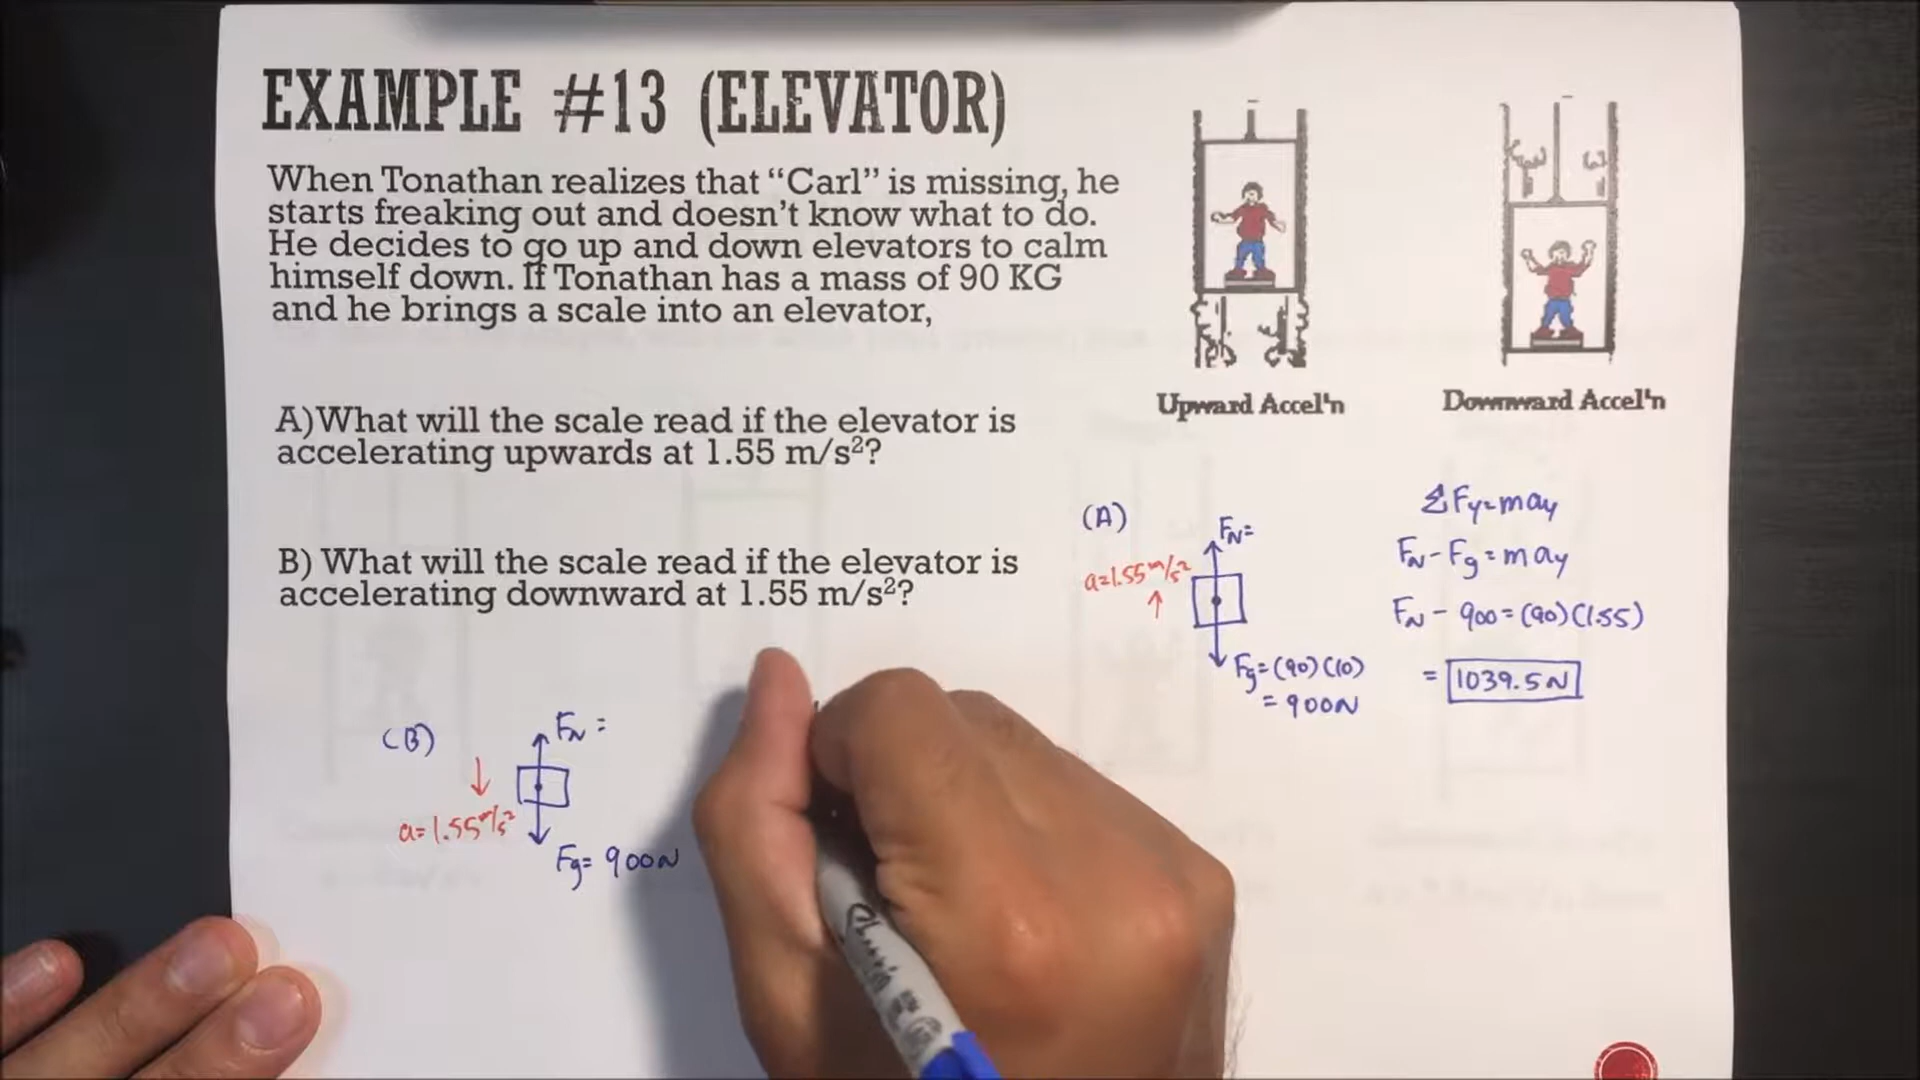 EXAMPLE #13 (ELEVATOR)
When Tonathan realizes that “Carl” is missing, he
starts freaking out and doesn’t know what to do.
He decides to go up and down elevators to calm
himself down. If Tonathan has a mass of 90 KG
and he brings a scale into an elevator,
A)What will the scale read if the elevator is
accelerating upwards at 1.55 m/s²?
B) What will the scale read if the elevator is
accelerating downward at 1.55 m/s²?
Upward Accel'n
Downward Accel'n
(A)
FN=
a=1.55 m/s²
Fg=(90)(10)
= 900N
ΣFy=may
FN-Fg=may
FN - 900=(90)(1.55)
= 1039.5N
(B)
FN =
a=1.55 m/s²
Fg= 900N
Sharpie